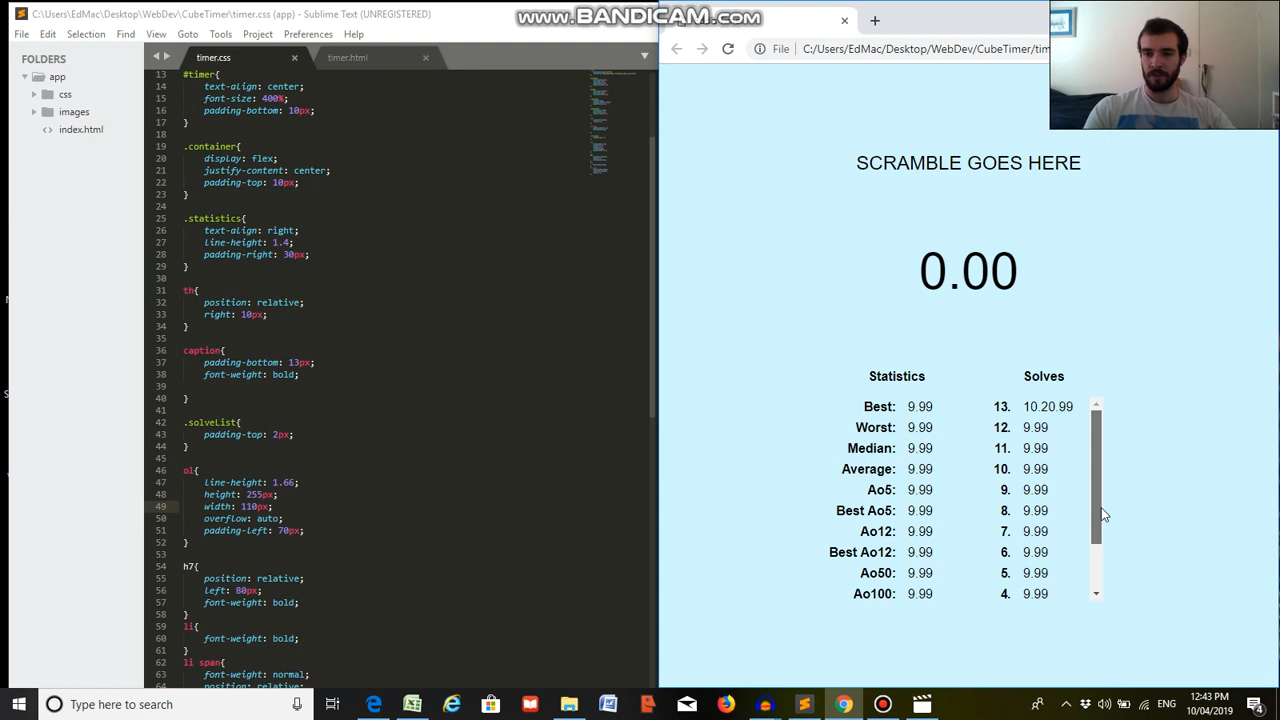 C:\Users\EdMac\Desktop\WebDev\CubeTimer\timer.css (app) - Sublime Text (UNREGISTERED)
www.BANDICAM.com
File Edit Selection Find View Goto Tools Project Preferences Help
File C:/Users/EdMac/Desktop/WebDev/CubeTimer/tim
FOLDERS
app
css
images
index.html
timer.css
timer.html
13 #timer{
14 text-align: center;
15 font-size: 400%;
16 padding-bottom: 10px;
17 }
18
19 .container{
20 display: flex;
21 justify-content: center;
22 padding-top: 10px;
23 }
24
25 .statistics{
26 text-align: right;
27 line-height: 1.4;
28 padding-right: 30px;
29 }
30
31 th{
32 position: relative;
33 right: 10px;
34 }
35
36 caption{
37 padding-bottom: 13px;
38 font-weight: bold;
39
40 }
41
42 .solveList{
43 padding-top: 2px;
44 }
45
46 ol{
47 line-height: 1.66;
48 height: 255px;
49 width: 110px;
50 overflow: auto;
51 padding-left: 70px;
52 }
53
54 h7{
55 position: relative;
56 left: 80px;
57 font-weight: bold;
58 }
59 li{
60 font-weight: bold;
61 }
62 li span{
63 font-weight: normal;
64 position: relative;
SCRAMBLE GOES HERE
0.00
Statistics Solves
Best: 9.99 13. 10.20.99
Worst: 9.99 12. 9.99
Median: 9.99 11. 9.99
Average: 9.99 10. 9.99
Ao5: 9.99 9. 9.99
Best Ao5: 9.99 8. 9.99
Ao12: 9.99 7. 9.99
Best Ao12: 9.99 6. 9.99
Ao50: 9.99 5. 9.99
Ao100: 9.99 4. 9.99
Type here to search
ENG
12:43 PM
10/04/2019
4